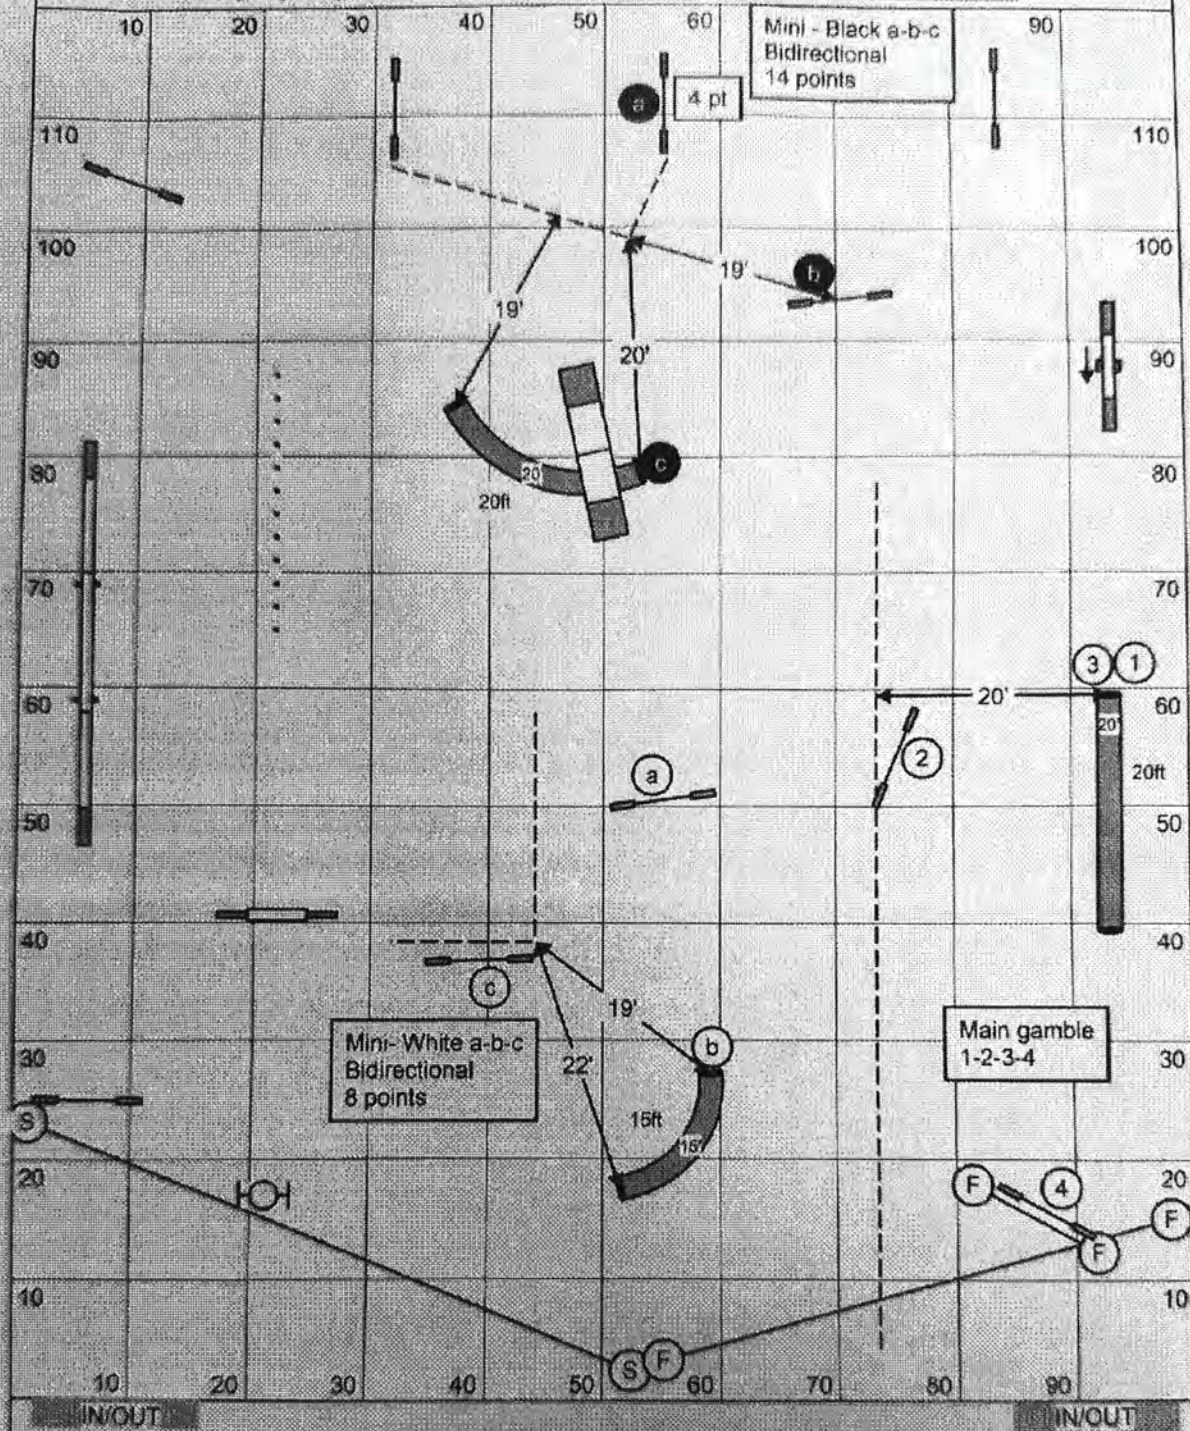 10 20 30 40 50 60 90
Mini - Black a-b-c
Bidirectional
14 points
a
4 pt
110 110
100 100
b
19'
19'
20'
90 90
c
20
20ft
80 80
70 70
3 1
60 60
20'
20'
2
20ft
a
50 50
40 40
c
19'
Mini- White a-b-c
Bidirectional
8 points
22'
b
Main gamble
1-2-3-4
30 30
15ft
15'
S
20 20
F 4
F
F
10 10
S F
10 20 30 40 50 60 70 80 90
IN/OUT IN/OUT